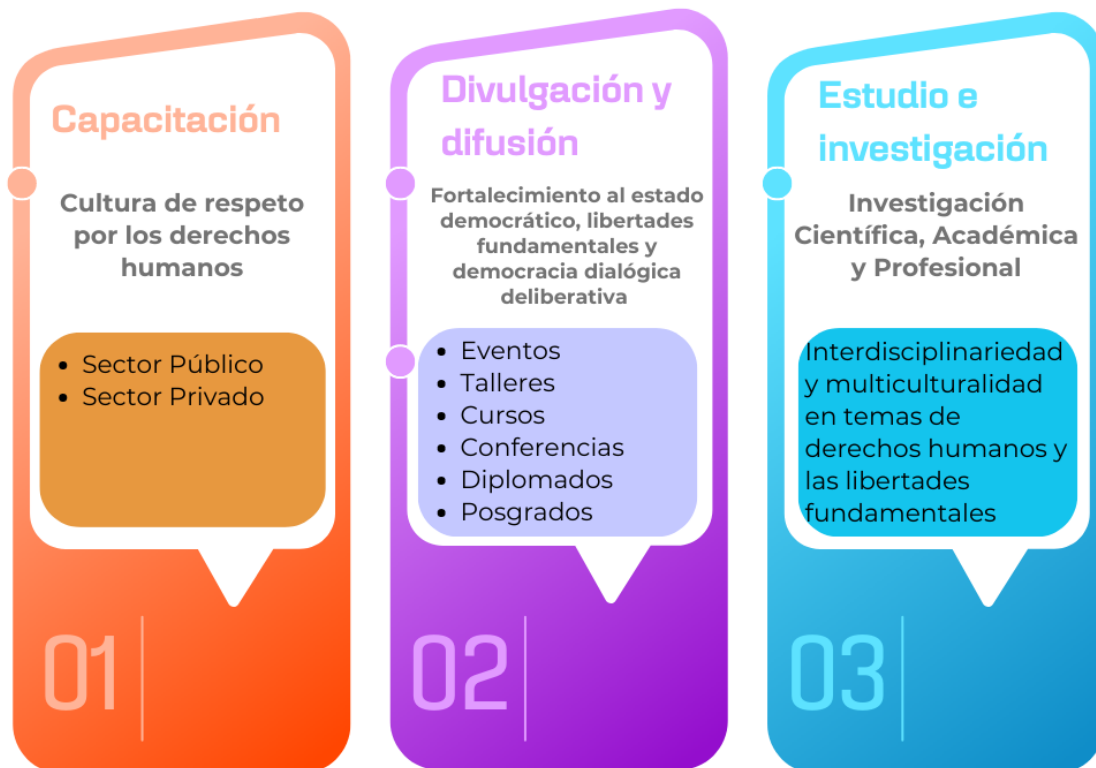 Capacitación
Cultura de respeto
por los derechos
humanos
• Sector Público
• Sector Privado
01
Divulgación y
difusión
Fortalecimiento al estado
democrático, libertades
fundamentales y
democracia dialógica
deliberativa
• Eventos
• Talleres
• Cursos
• Conferencias
• Diplomados
• Posgrados
02
Estudio e
investigación
Investigación
Científica, Académica
y Profesional
Interdisciplinariedad
y multiculturalidad
en temas de
derechos humanos y
las libertades
fundamentales
03